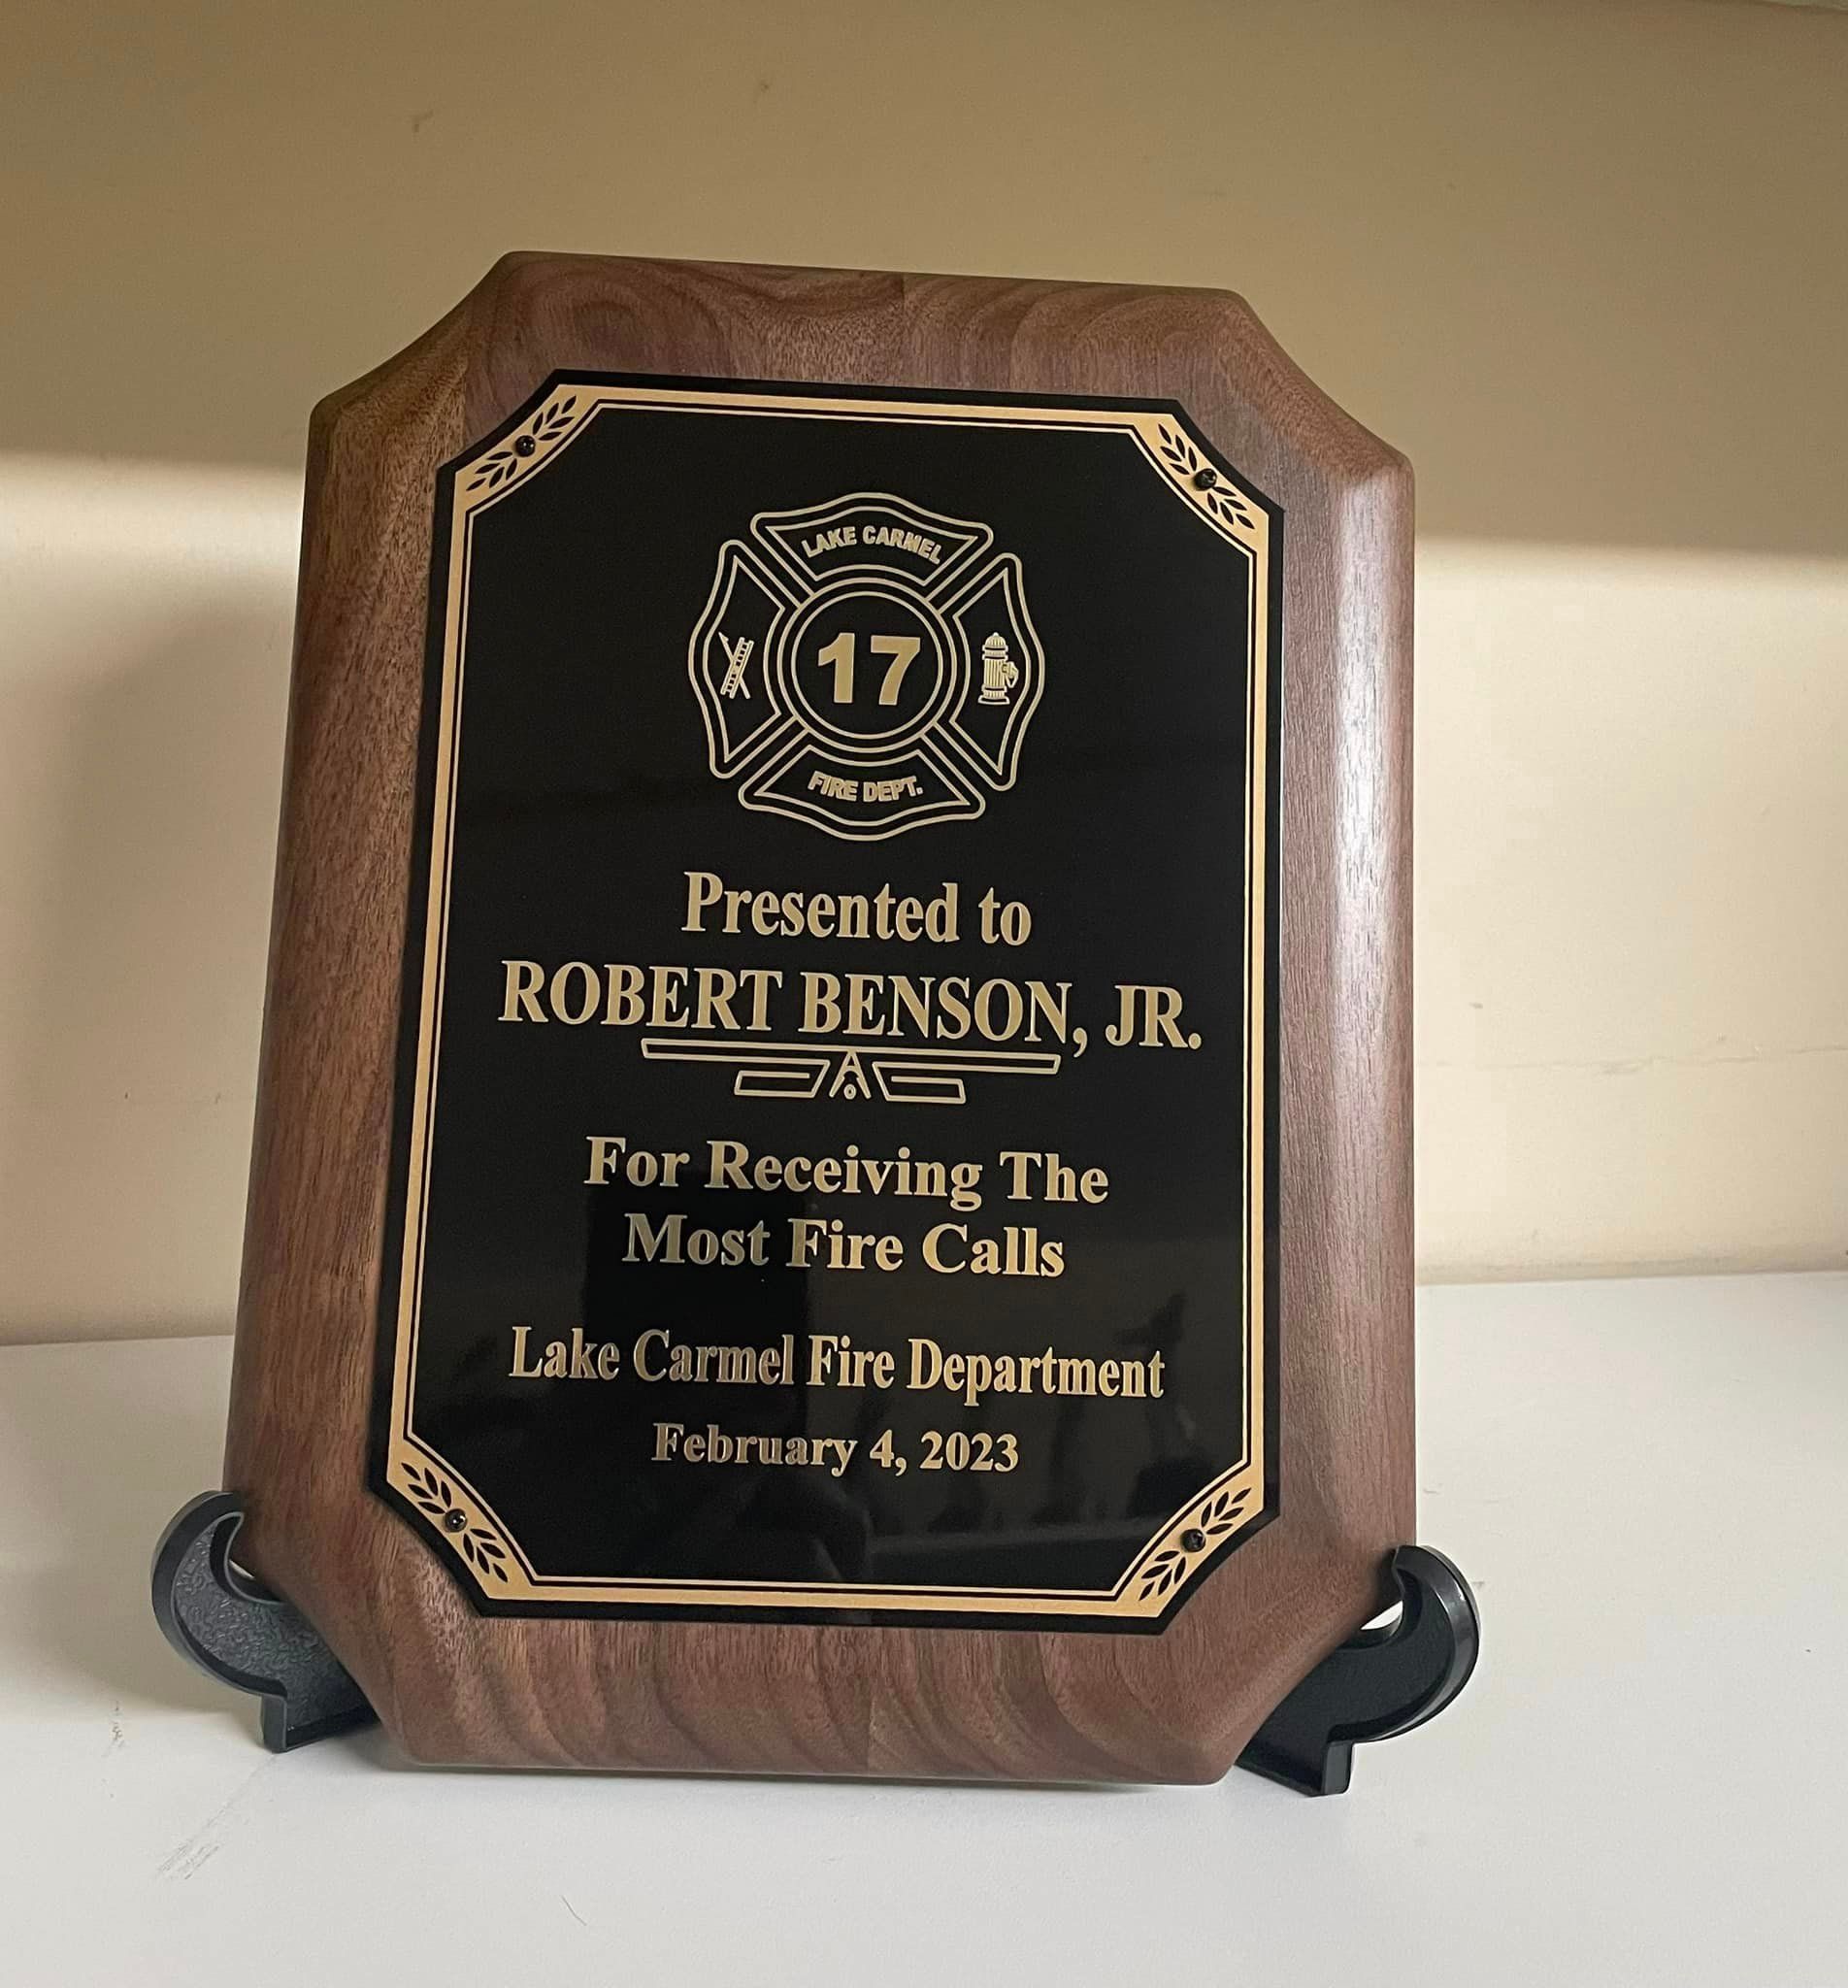 LAKE CARMEL
17
FIRE DEPT.
Presented to
ROBERT BENSON, JR.
For Receiving The
Most Fire Calls
Lake Carmel Fire Department
February 4, 2023